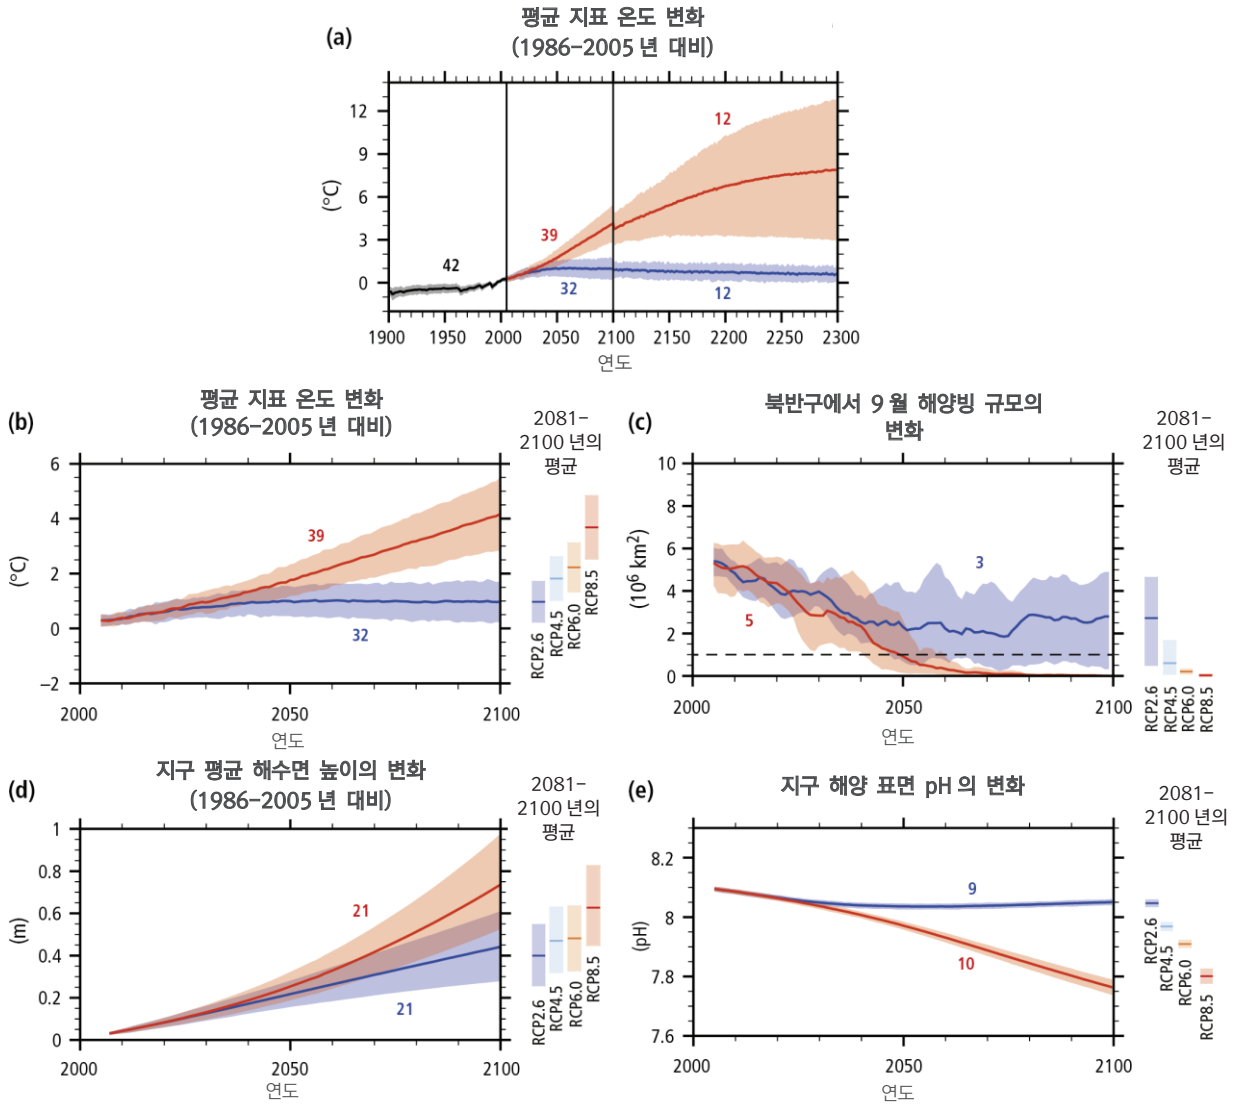 평균 지표 온도 변화
(a)
(1986–2005 년 대비)
12
9
6
3
0
(°C)
42
39
32
12
12
1900 1950 2000 2050 2100 2150 2200 2250 2300
연도
(b)
평균 지표 온도 변화
(1986–2005 년 대비)
2081–
2100 년의
평균
6
4
2
0
–2
(°C)
39
32
RCP2.6
RCP4.5
RCP6.0
RCP8.5
2000 2050 2100
연도
(c)
북반구에서 9 월 해양빙 규모의
변화
2081–
2100 년의
평균
10
8
6
4
2
0
(10⁶ km²)
3
5
RCP2.6
RCP4.5
RCP6.0
RCP8.5
2000 2050 2100
연도
(d)
지구 평균 해수면 높이의 변화
(1986–2005 년 대비)
2081–
2100 년의
평균
1
0.8
0.6
0.4
0.2
0
(m)
21
21
RCP2.6
RCP4.5
RCP6.0
RCP8.5
2000 2050 2100
연도
(e)
지구 해양 표면 pH 의 변화
2081–
2100 년의
평균
8.2
8
7.8
7.6
(pH)
9
10
RCP2.6
RCP4.5
RCP6.0
RCP8.5
2000 2050 2100
연도